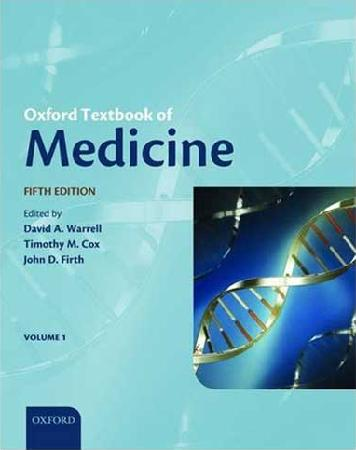 Oxford Textbook of
Medicine
FIFTH EDITION
Edited by
David A. Warrell
Timothy M. Cox
John D. Firth
VOLUME 1
OXFORD